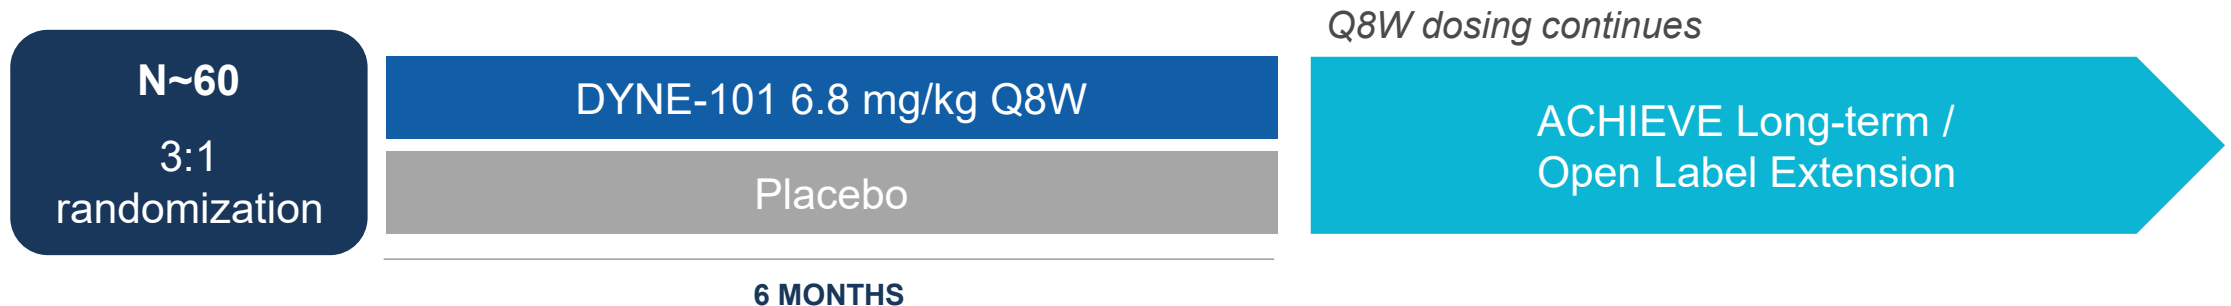 Q8W dosing continues
N~60
3:1
randomization
DYNE-101 6.8 mg/kg Q8W
Placebo
6 MONTHS
ACHIEVE Long-term /
Open Label Extension